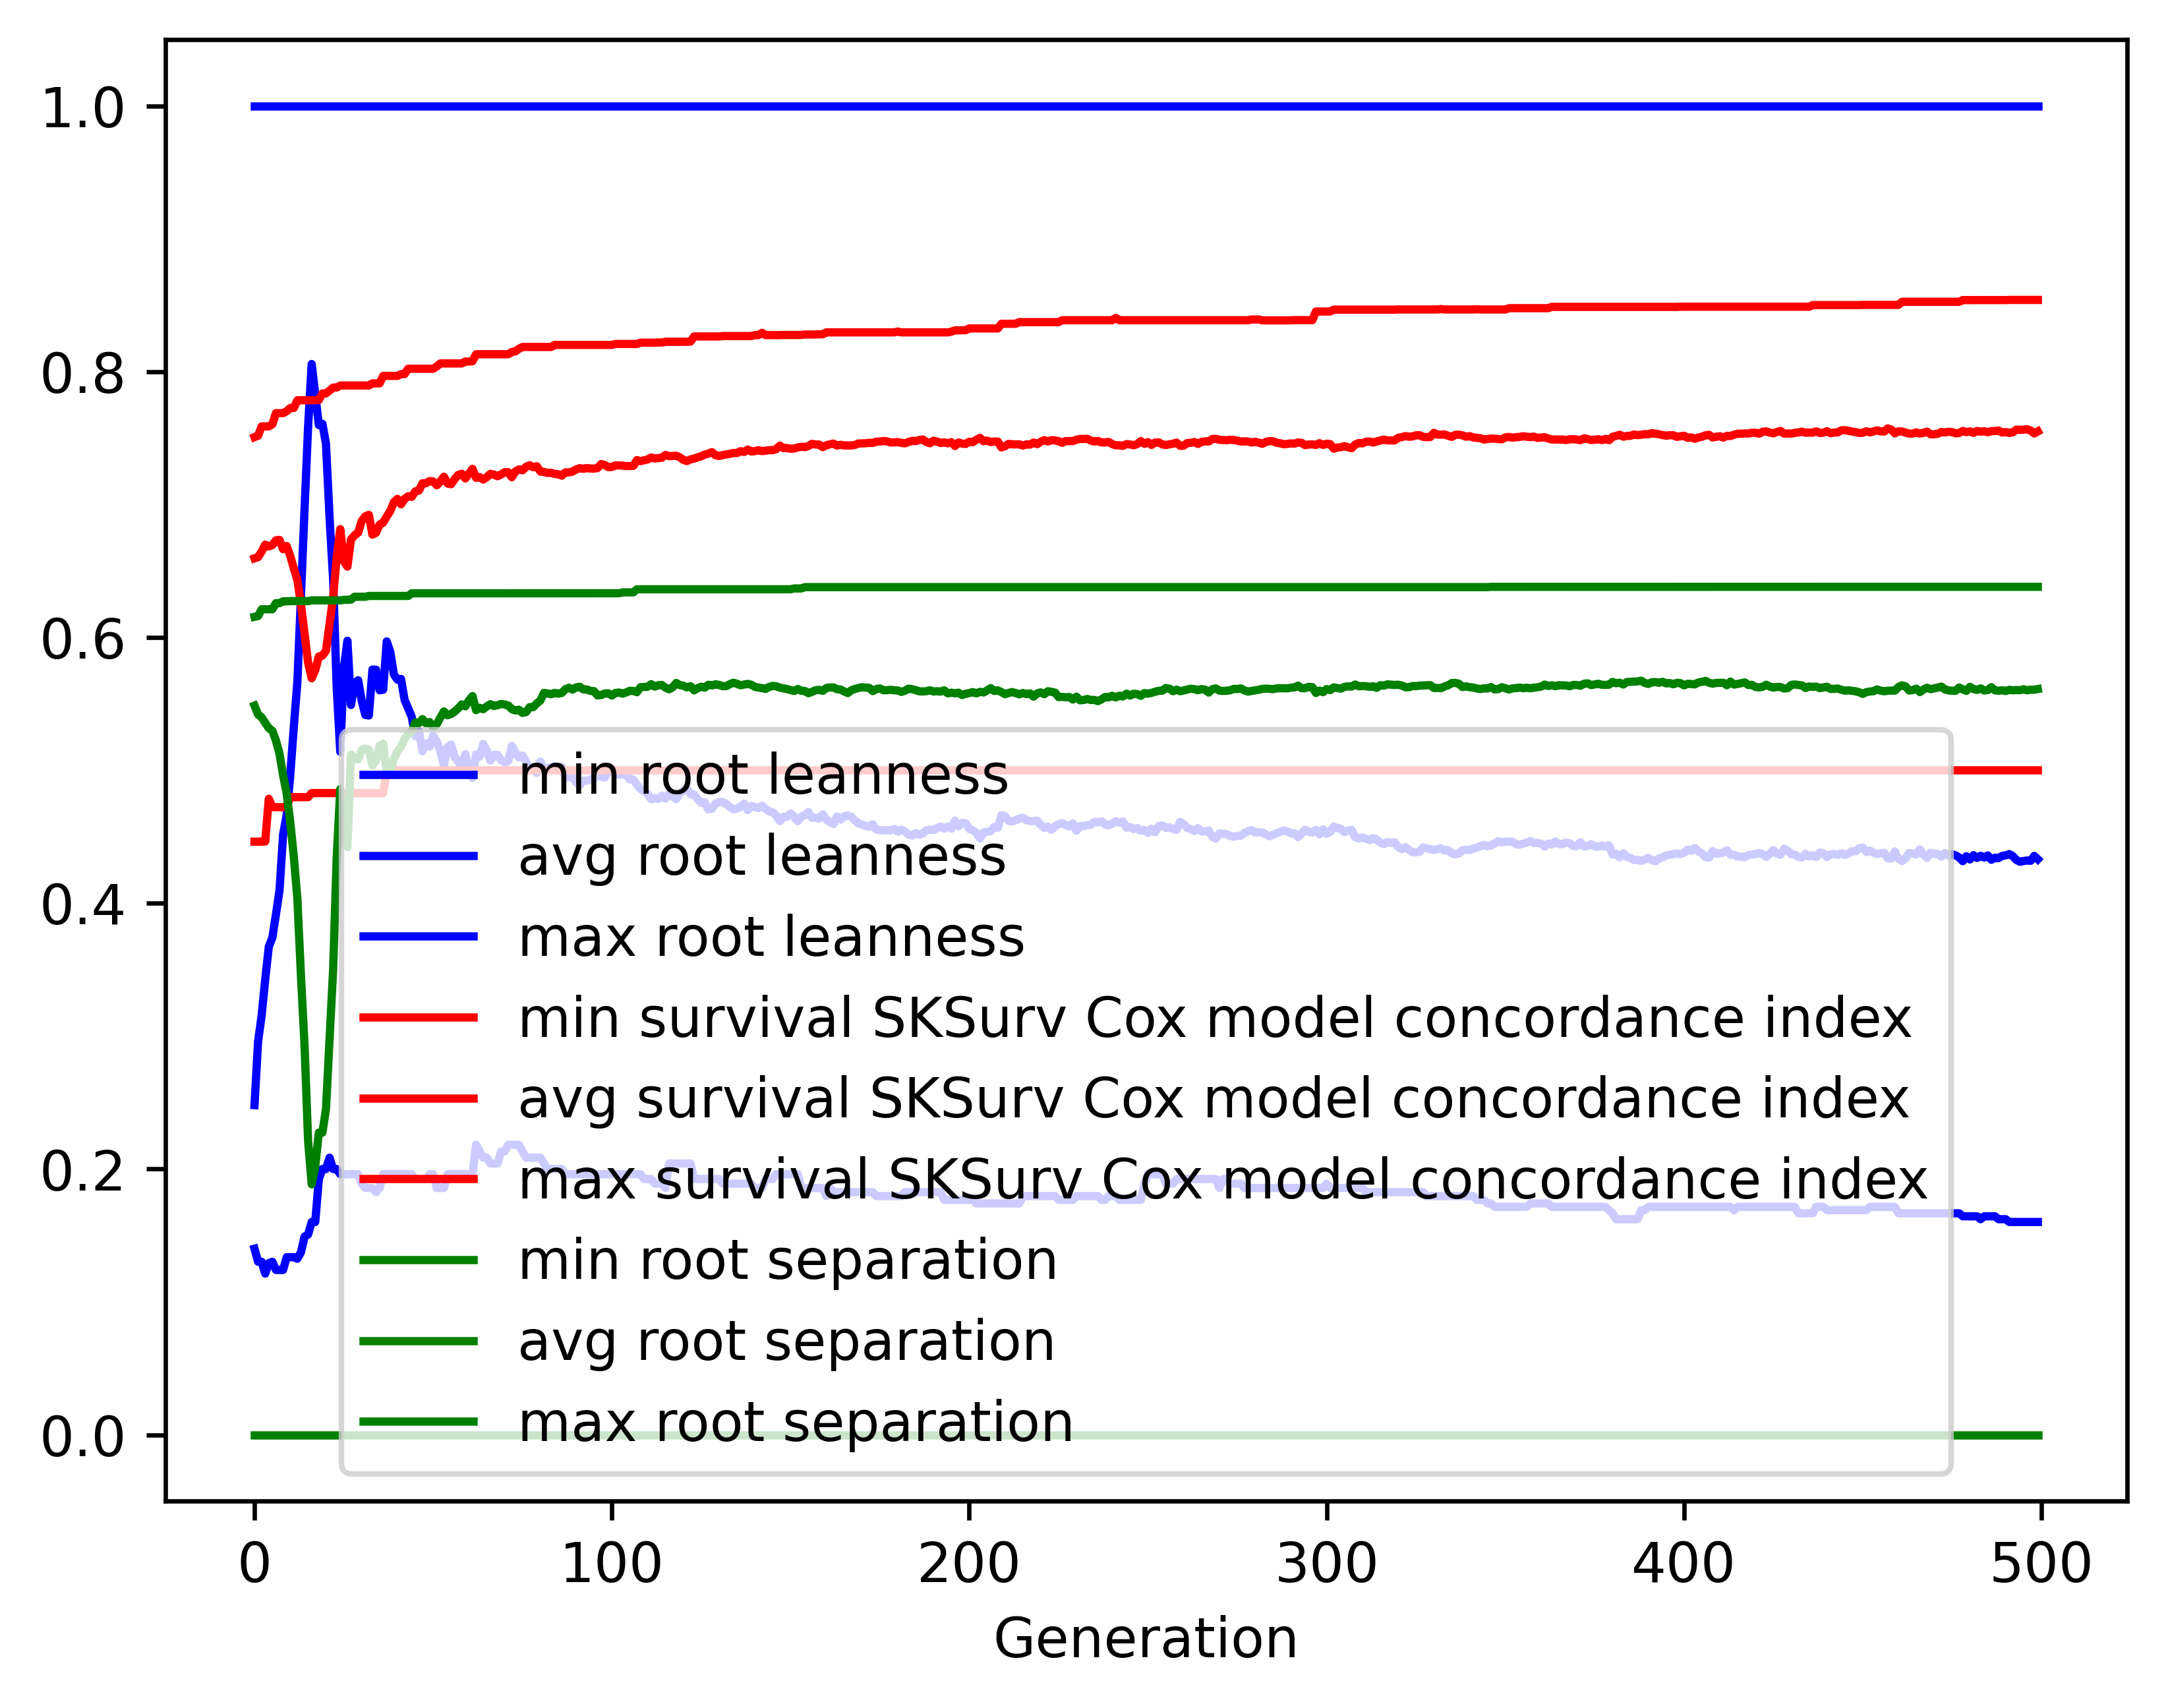 1.0
0.8
0.6
0.4
0.2
0.0
min root leanness
avg root leanness
max root leanness
min survival SKSurv Cox model concordance index
avg survival SKSurv Cox model concordance index
max survival SKSurv Cox model concordance index
min root separation
avg root separation
max root separation
0 100 200 300 400 500
Generation